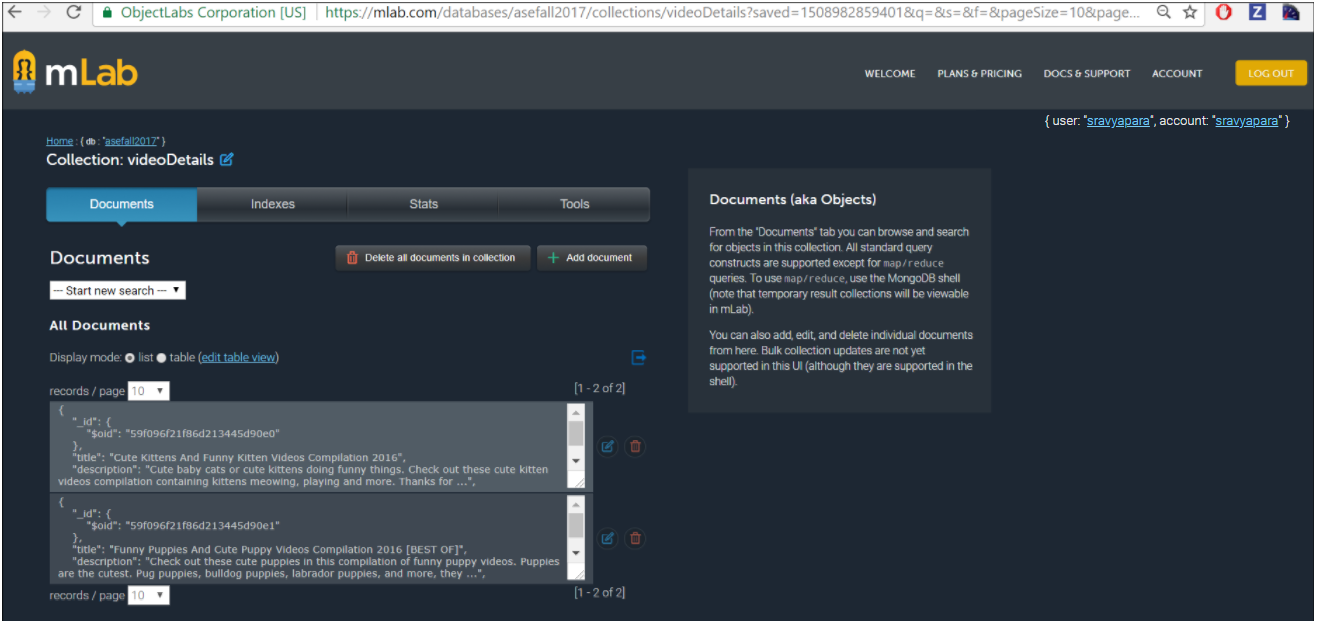 ObjectLabs Corporation [US] https://mlab.com/databases/asefall2017/collections/videoDetails?saved=1508982859401&q=&s=&f=&pageSize=10&page...
mLab
WELCOME PLANS & PRICING DOCS & SUPPORT ACCOUNT LOG OUT
{ user: "sravyapara", account: "sravyapara" }
Home : { db : "asefall2017" }
Collection: videoDetails
Documents Indexes Stats Tools
Documents
Delete all documents in collection
Add document
--- Start new search ---
All Documents
Display mode: list table (edit table view)
records / page 10 [1 - 2 of 2]
{
"_id": {
"$oid": "59f096f21f86d213445d90e0"
},
"title": "Cute Kittens And Funny Kitten Videos Compilation 2016",
"description": "Cute baby cats or cute kittens doing funny things. Check out these cute kitten
videos compilation containing kittens meowing, playing and more. Thanks for ...",
{
"_id": {
"$oid": "59f096f21f86d213445d90e1"
},
"title": "Funny Puppies And Cute Puppy Videos Compilation 2016 [BEST OF]",
"description": "Check out these cute puppies in this compilation of funny puppy videos. Puppies
are the cutest. Pug puppies, bulldog puppies, labrador puppies, and more, they ...",
records / page 10 [1 - 2 of 2]
Documents (aka Objects)
From the "Documents" tab you can browse and search
for objects in this collection. All standard query
constructs are supported except for map/reduce
queries. To use map/reduce, use the MongoDB shell
(note that temporary result collections will be viewable
in mLab).
You can also add, edit, and delete individual documents
from here. Bulk collection updates are not yet
supported in this UI (although they are supported in the
shell).